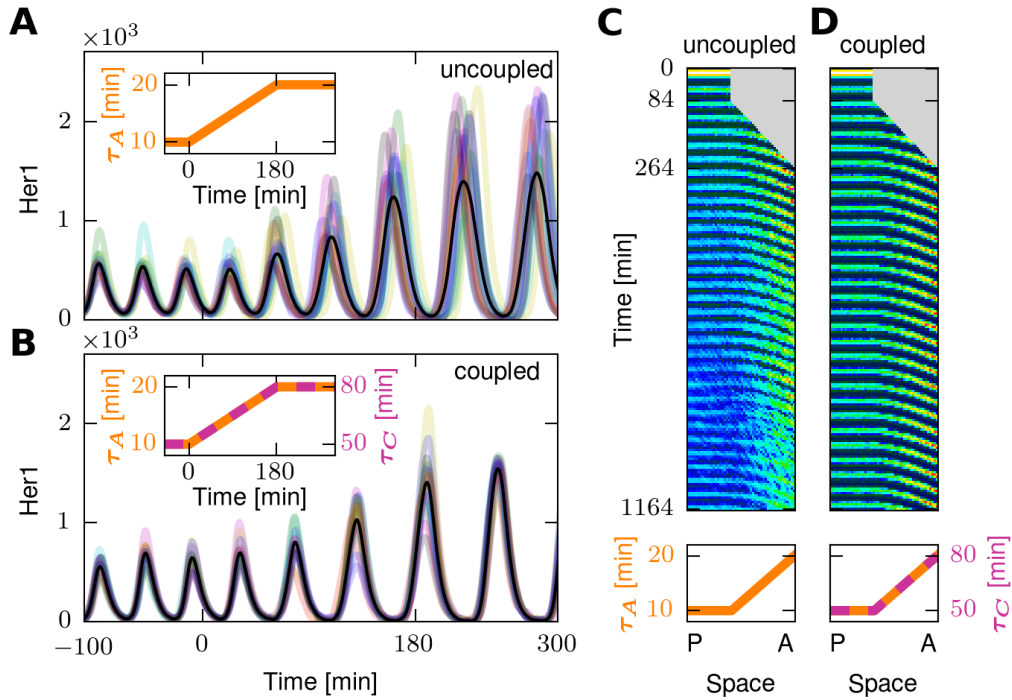 A
×10³
uncoupled
2
1
0
Her1
τA [min]
20
10
0
180
Time [min]
B
×10³
coupled
2
1
0
Her1
τA [min]
20
10
80
50
τC [min]
0
180
Time [min]
−100
0
180
300
Time [min]
C
uncoupled
D
coupled
0
84
264
1164
Time [min]
τA [min]
20
10
80
50
τC [min]
P
A
P
A
Space
Space